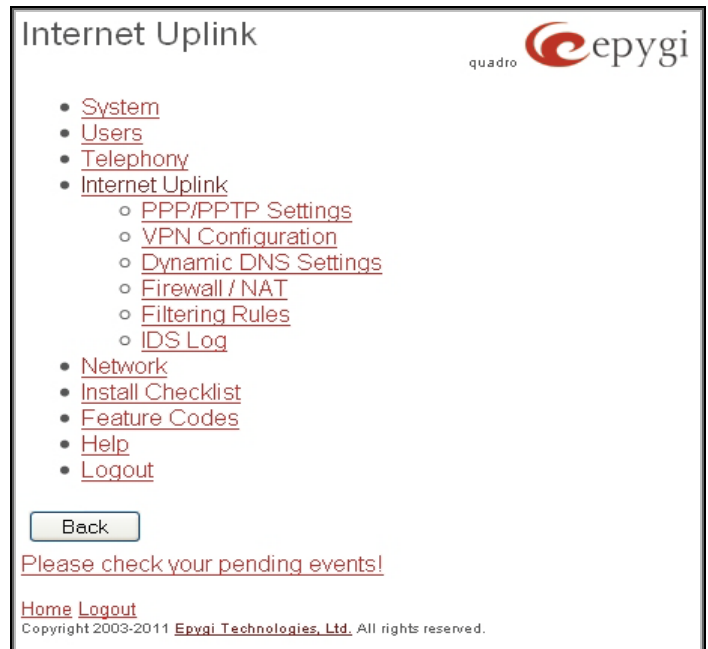 Internet Uplink
quadro epygi
System
Users
Telephony
Internet Uplink
PPP/PPTP Settings
VPN Configuration
Dynamic DNS Settings
Firewall / NAT
Filtering Rules
IDS Log
Network
Install Checklist
Feature Codes
Help
Logout
Back
Please check your pending events!
Home Logout
Copyright 2003-2011 Epygi Technologies, Ltd. All rights reserved.